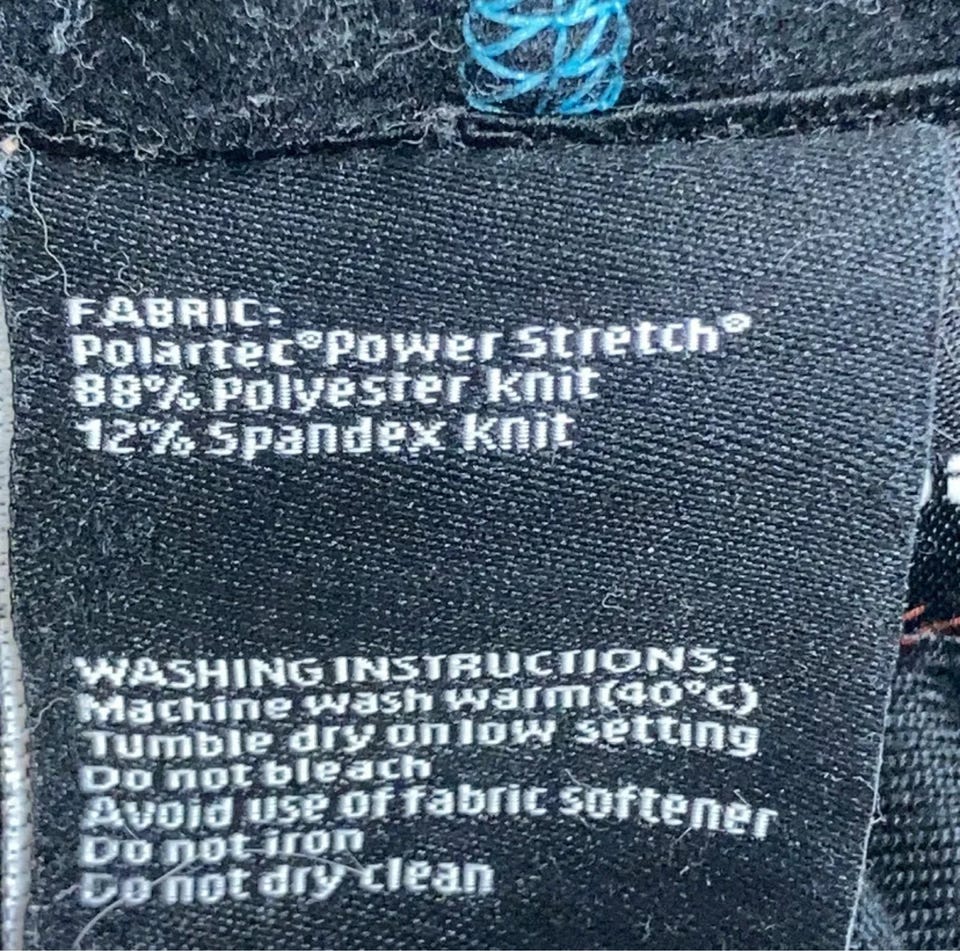 FABRIC:
Polartec®Power Stretch®
88% Polyester knit
12% Spandex knit
WASHING INSTRUCTIONS:
Machine wash warm (40°C)
Tumble dry on low setting
Do not bleach
Avoid use of fabric softener
Do not iron
Do not dry clean